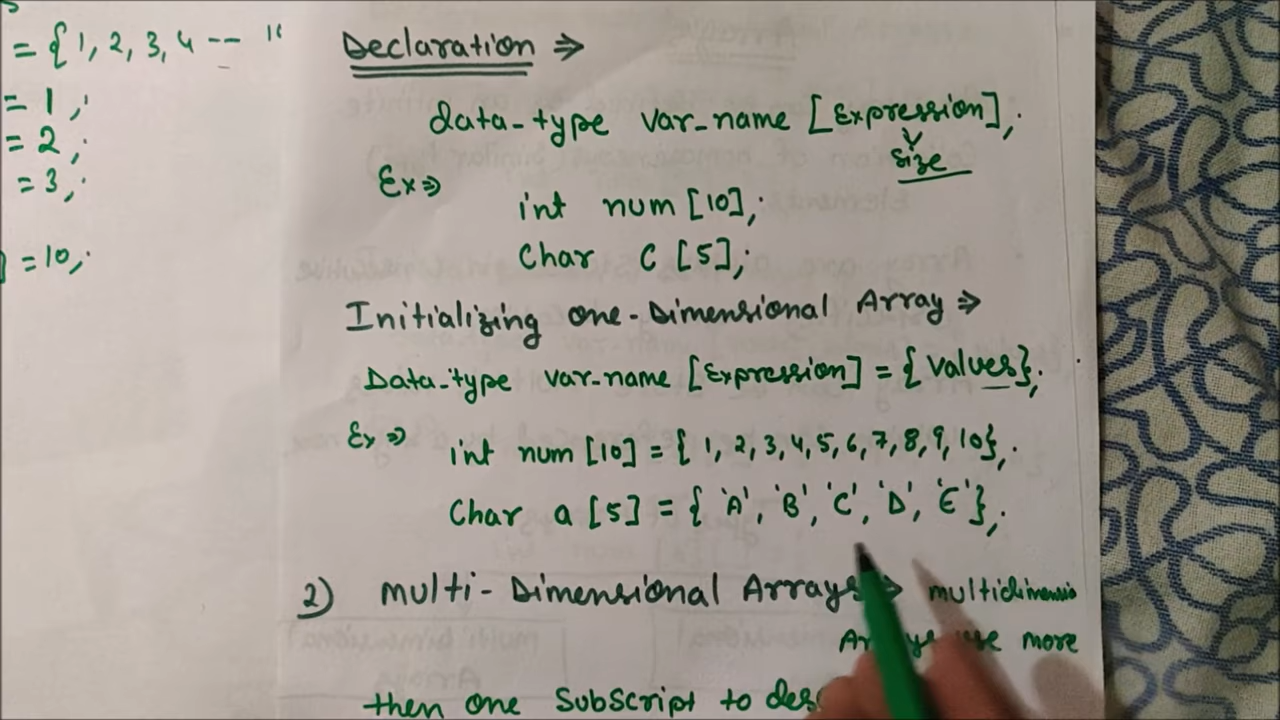 = {1, 2, 3, 4 -- "
= 1;
= 2;
= 3;
] = 10;
Declaration ⇒
data-type var-name [Expression];
size
Ex⇒
int num [10];
Char C [5];
Initializing one-Dimensional Array ⇒
Data-type var-name [Expression] = {values};
Ex⇒ int num [10] = {1, 2, 3, 4, 5, 6, 7, 8, 9, 10};
Char a [5] = {'A', 'B', 'C', 'D', 'E'};
2) multi-Dimensional Arrays⇒ multidimensio
Arrays use more
then one Subscript to des